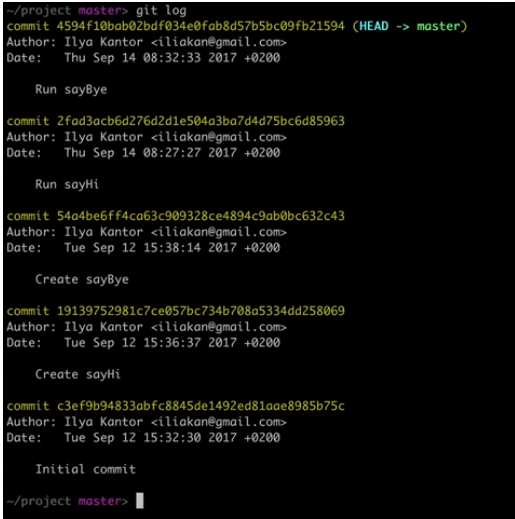 ~/project master> git log
commit 4594f10bab02bdf034e0fab8d57b5bc09fb21594 (HEAD -> master)
Author: Ilya Kantor <iliakan@gmail.com>
Date:   Thu Sep 14 08:32:33 2017 +0200
Run sayBye
commit 2fad3acb6d276d2d1e504a3ba7d4d75bc6d85963
Author: Ilya Kantor <iliakan@gmail.com>
Date:   Thu Sep 14 08:27:27 2017 +0200
Run sayHi
commit 54a4be6ff4ca63c909328ce4894c9ab0bc632c43
Author: Ilya Kantor <iliakan@gmail.com>
Date:   Tue Sep 12 15:38:14 2017 +0200
Create sayBye
commit 19139752981c7ce057bc734b708a5334dd258069
Author: Ilya Kantor <iliakan@gmail.com>
Date:   Tue Sep 12 15:36:37 2017 +0200
Create sayHi
commit c3ef9b94833abfc8845de1492ed81aae8985b75c
Author: Ilya Kantor <iliakan@gmail.com>
Date:   Tue Sep 12 15:32:30 2017 +0200
Initial commit
~/project master>